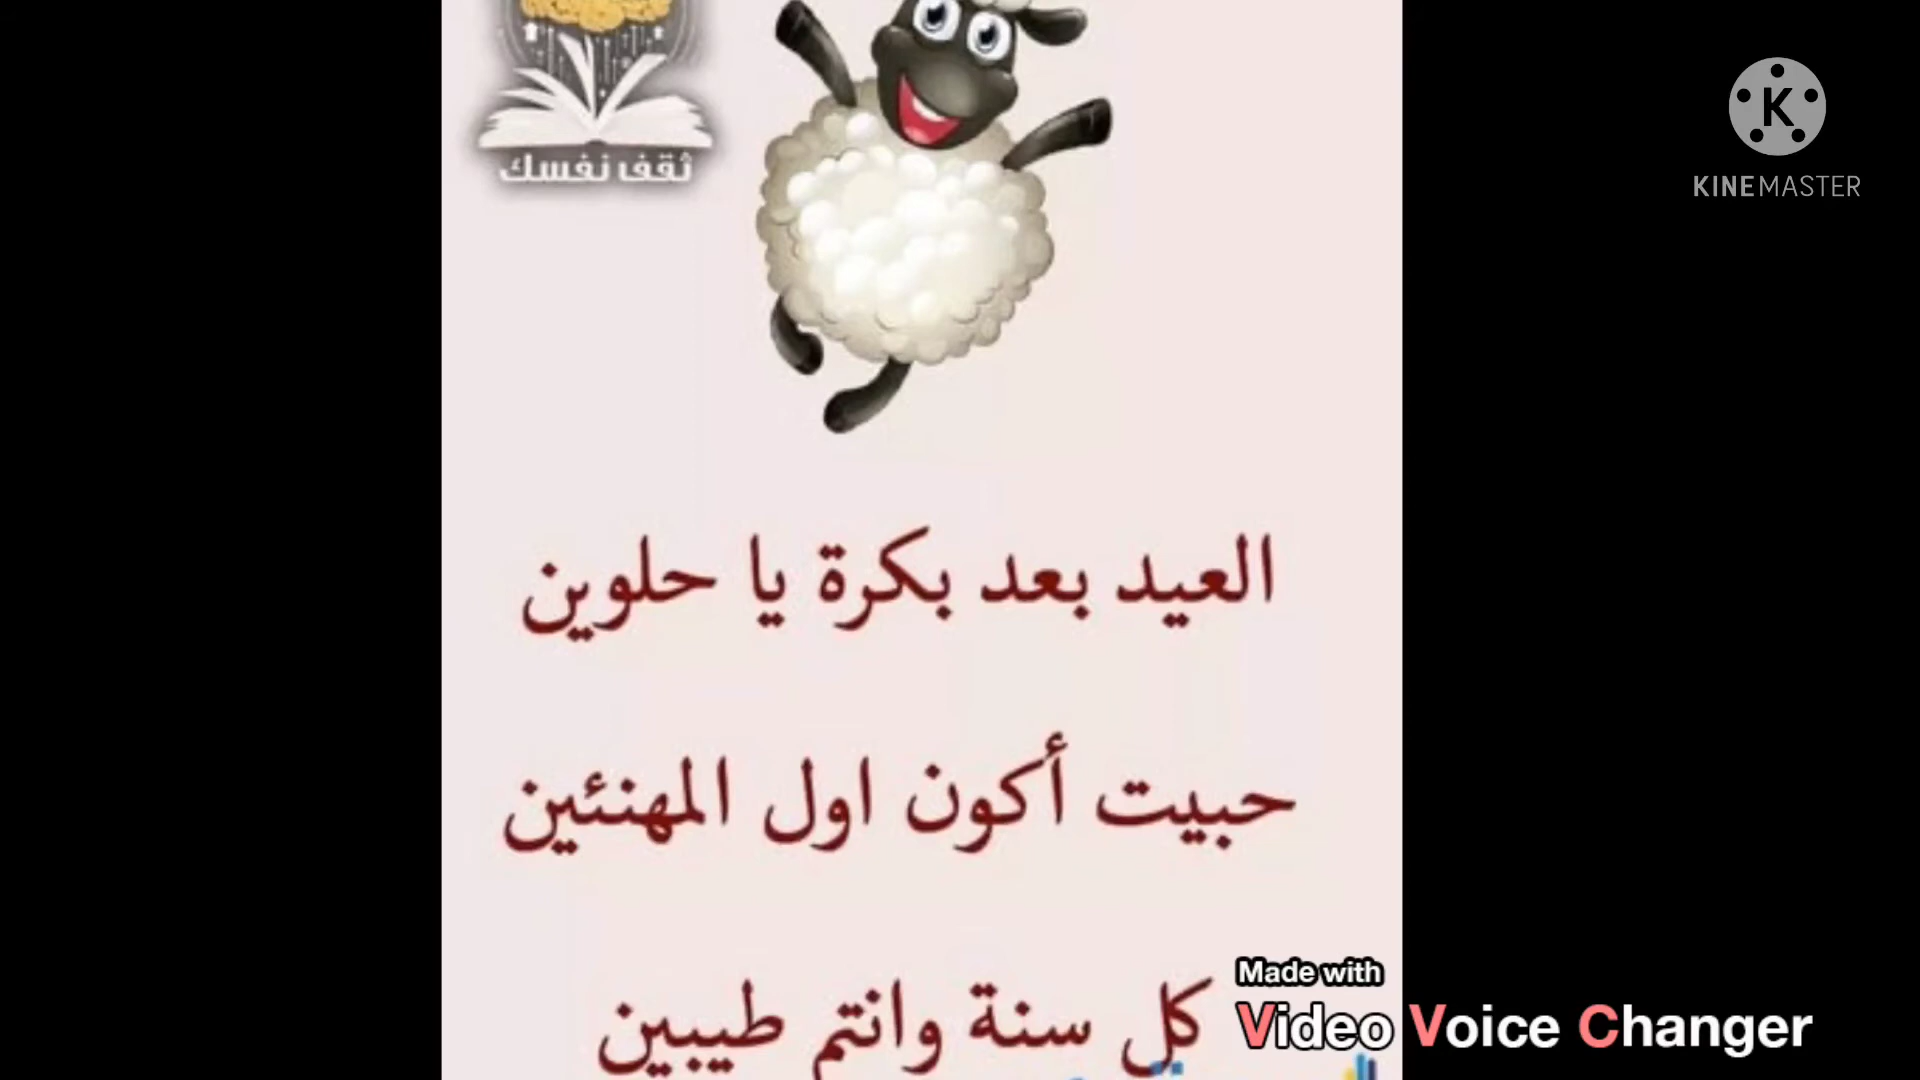 ثقف نفسك
K
KINEMASTER
العيد بعد بكرة يا حلوين
حبيت أكون اول المهنئين
كل سنة وانتم طيبين
Made with
Video Voice Changer